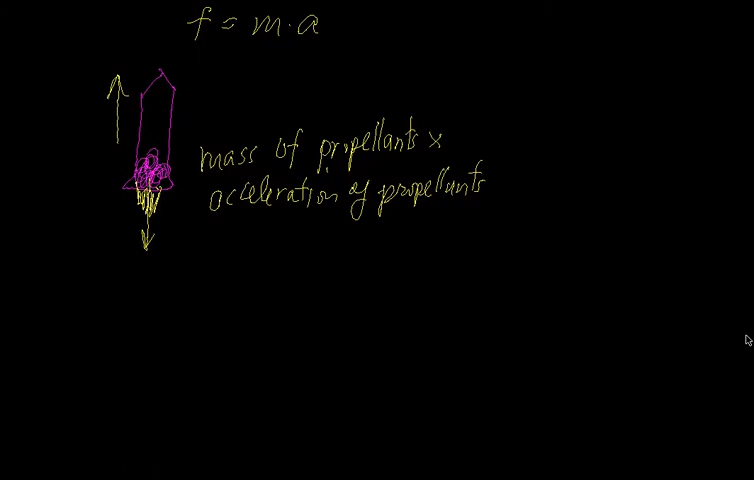 f = m · a
mass of propellants ×
acceleration of propellants